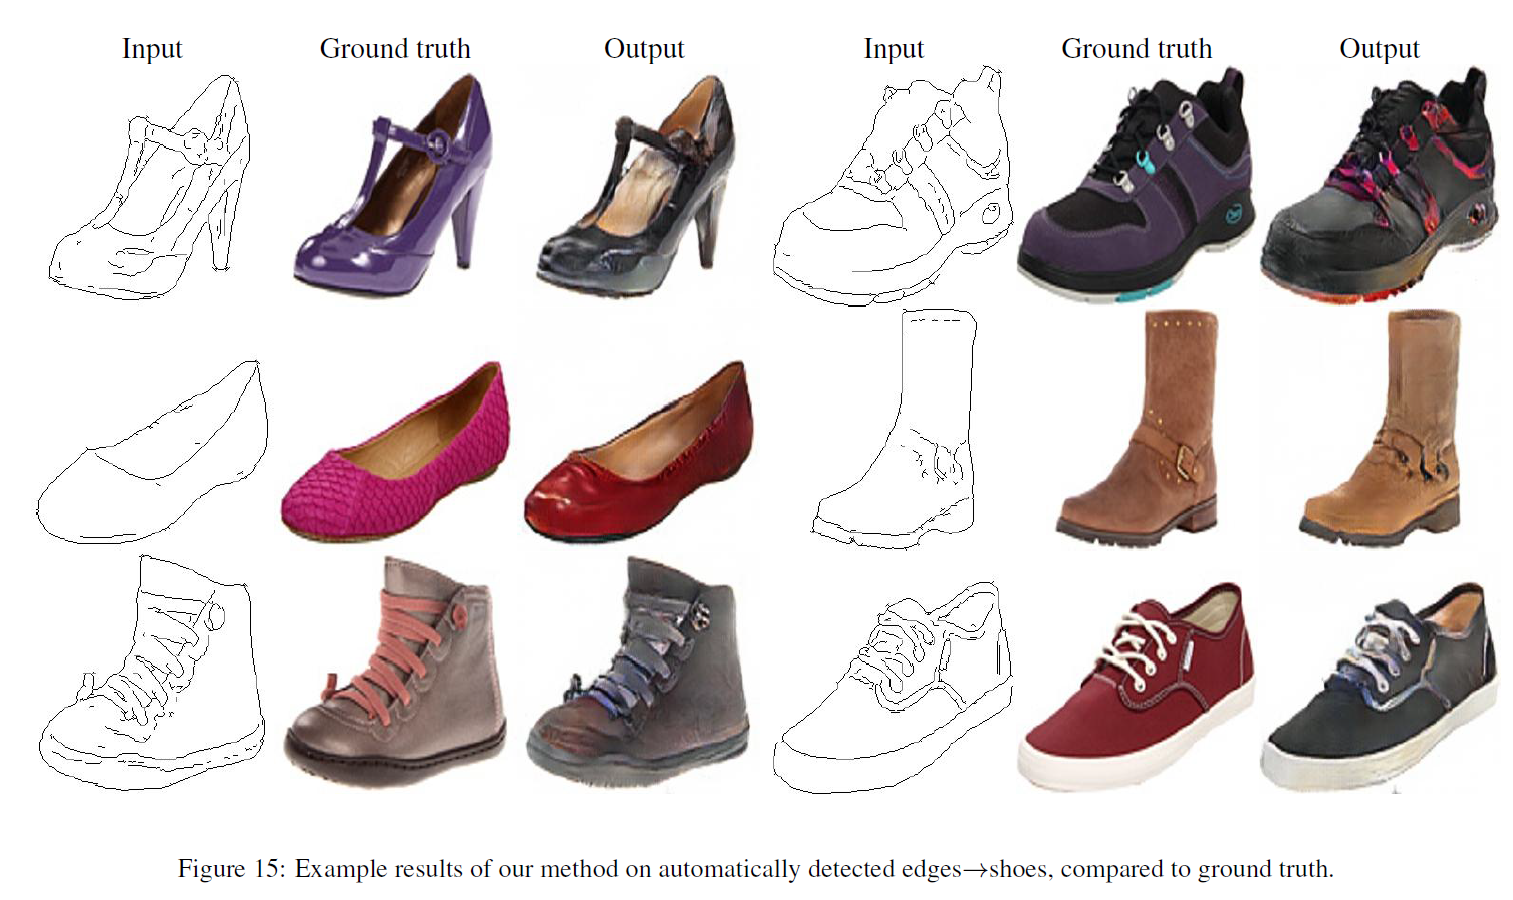 Input Ground truth Output Input Ground truth Output
Figure 15: Example results of our method on automatically detected edges→shoes, compared to ground truth.